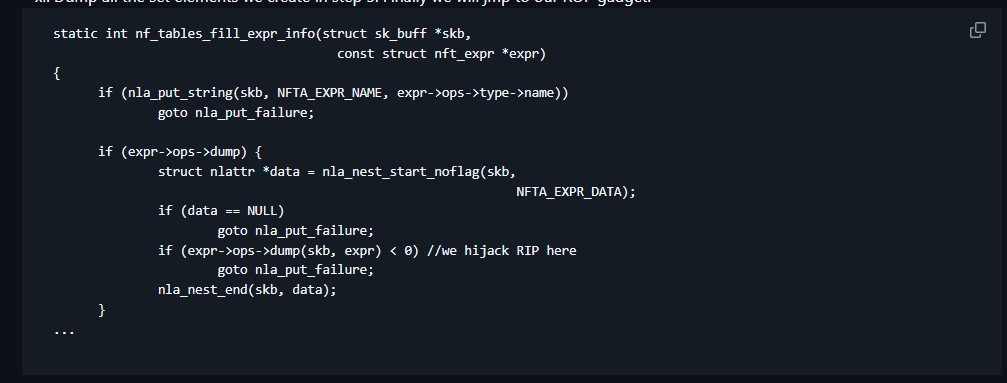 xi. Dump all the set elements we create in step 3. Finally we will jmp to our ROP gadget.
static int nf_tables_fill_expr_info(struct sk_buff *skb,
const struct nft_expr *expr)
{
if (nla_put_string(skb, NFTA_EXPR_NAME, expr->ops->type->name))
goto nla_put_failure;
if (expr->ops->dump) {
struct nlattr *data = nla_nest_start_noflag(skb,
NFTA_EXPR_DATA);
if (data == NULL)
goto nla_put_failure;
if (expr->ops->dump(skb, expr) < 0) //we hijack RIP here
goto nla_put_failure;
nla_nest_end(skb, data);
}
...